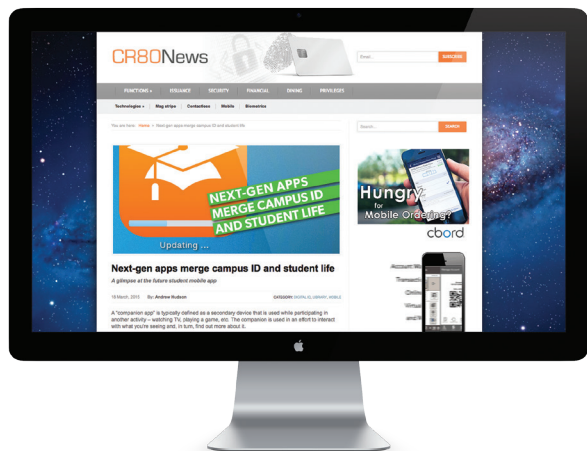 CR80News
Email...
SUBSCRIBE
FUNCTIONS »
ISSUANCE
SECURITY
FINANCIAL
DINING
PRIVILEGES
Technologies »
Mag stripe
Contactless
Mobile
Biometrics
You are here: Home » Next-gen apps merge campus ID and student life
Search...
SEARCH
NEXT-GEN APPS
MERGE CAMPUS ID
AND STUDENT LIFE
Updating ...
Hungry
for
Mobile Ordering?
cbord
Next-gen apps merge campus ID and student life
A glimpse at the future student mobile app
By: Andrew Hudson
CATEGORY: DIGITAL ID, LIBRARY, MOBILE
A "companion app" is typically defined as a secondary device that is used while participating in
another activity – watching TV, playing a game, etc. The companion is used in an effort to interact
with what you're seeing and, in turn, find out more about it.